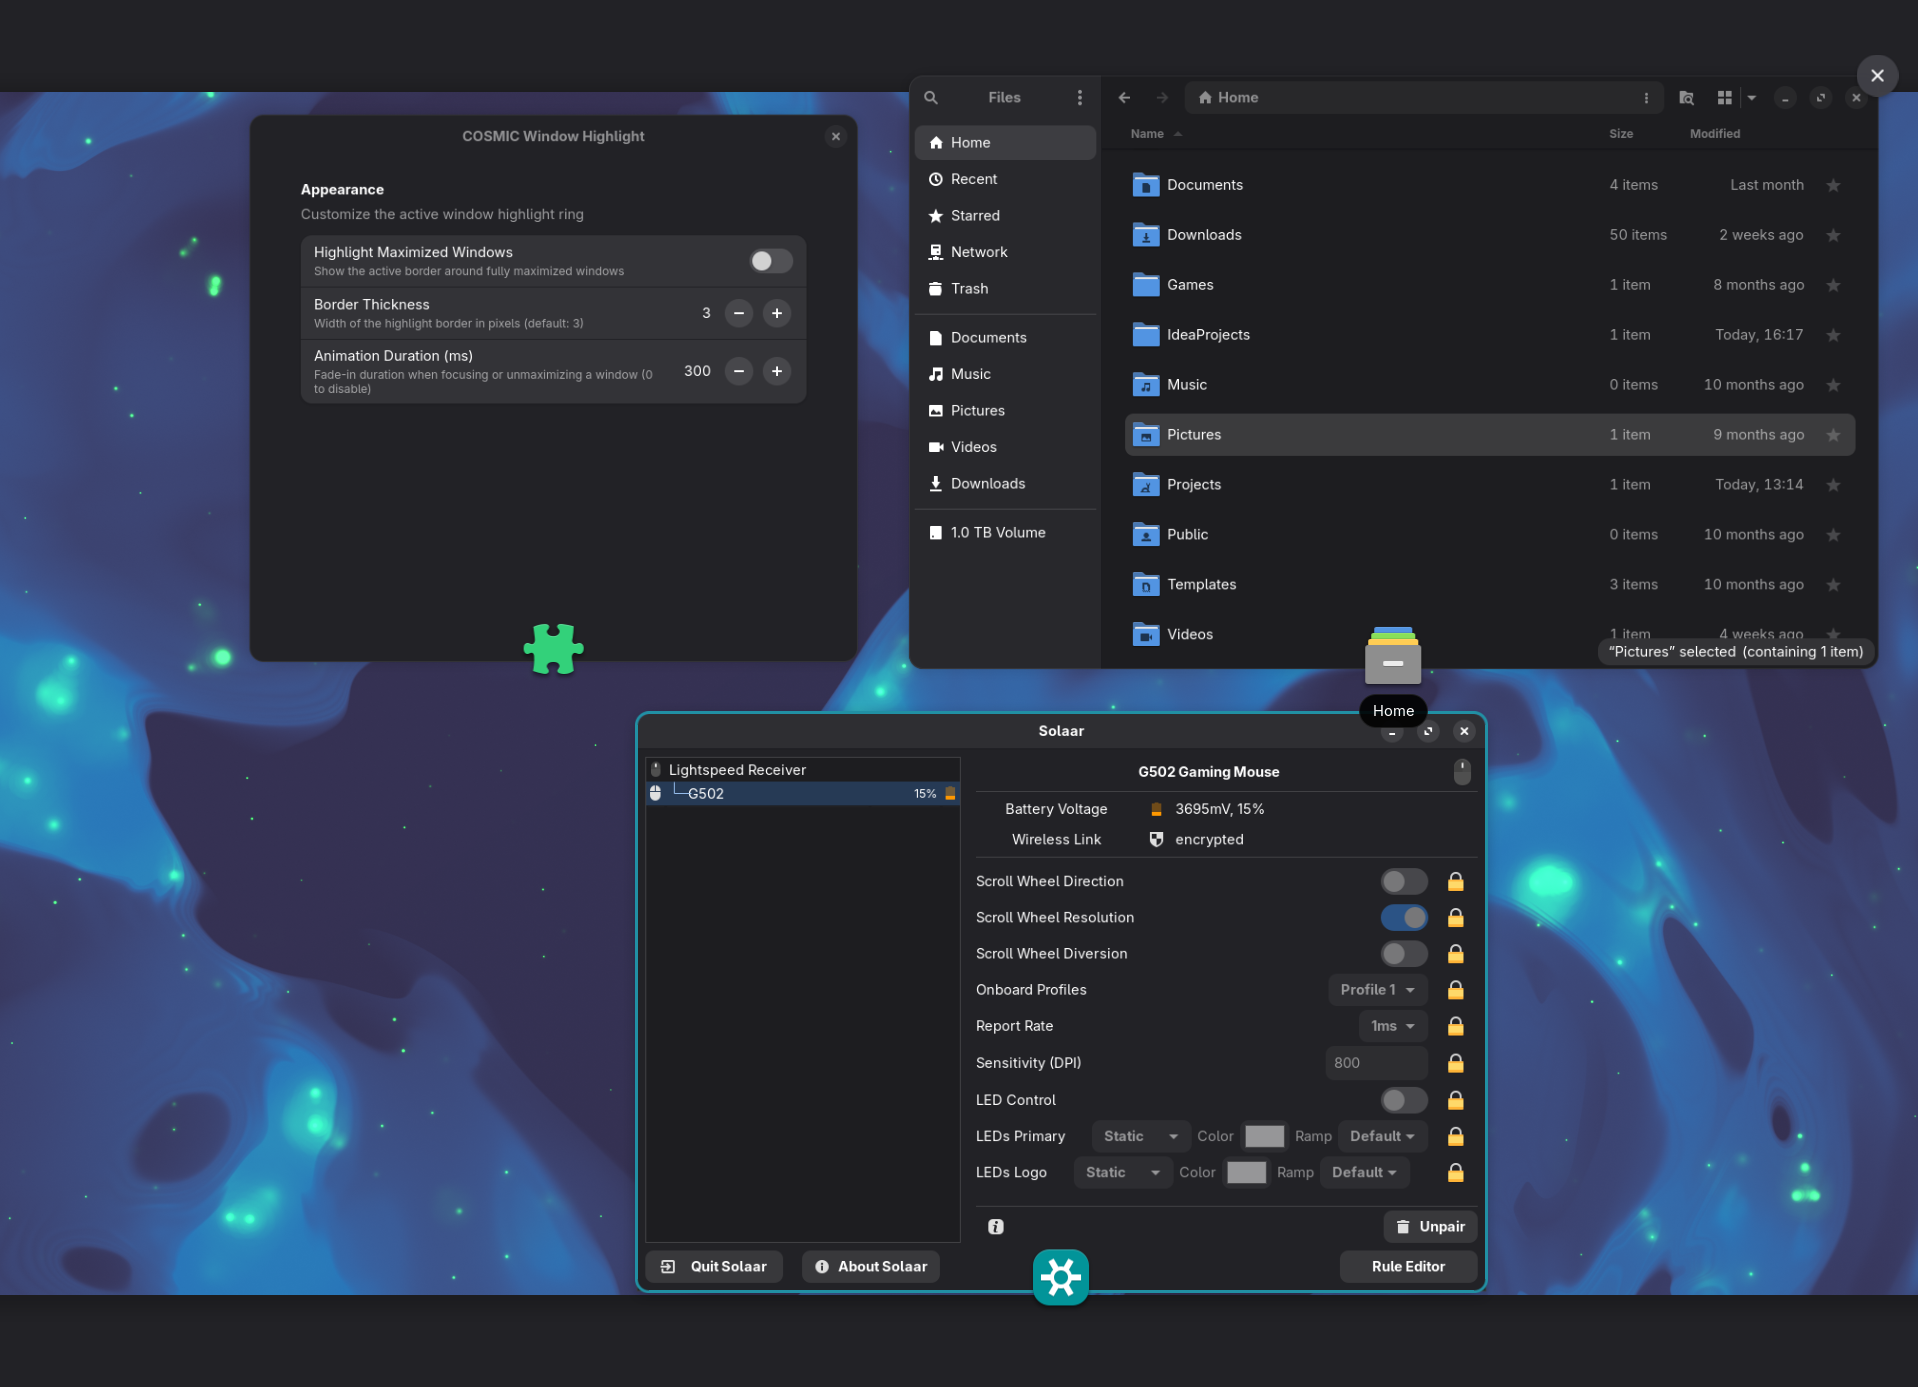 COSMIC Window Highlight
Appearance
Customize the active window highlight ring
Highlight Maximized Windows
Show the active border around fully maximized windows
Border Thickness
Width of the highlight border in pixels (default: 3)
3
Animation Duration (ms)
Fade-in duration when focusing or unmaximizing a window (0
to disable)
300
Files
Home
Recent
Starred
Network
Trash
Documents
Music
Pictures
Videos
Downloads
1.0 TB Volume
Home
Name Size Modified
Documents 4 items Last month
Downloads 50 items 2 weeks ago
Games 1 item 8 months ago
IdeaProjects 1 item Today, 16:17
Music 0 items 10 months ago
Pictures 1 item 9 months ago
Projects 1 item Today, 13:14
Public 0 items 10 months ago
Templates 3 items 10 months ago
Videos 1 item 4 weeks ago
“Pictures” selected (containing 1 item)
Home
Solaar
Lightspeed Receiver
G502 15%
G502 Gaming Mouse
Battery Voltage 3695mV, 15%
Wireless Link encrypted
Scroll Wheel Direction
Scroll Wheel Resolution
Scroll Wheel Diversion
Onboard Profiles Profile 1
Report Rate 1ms
Sensitivity (DPI) 800
LED Control
LEDs Primary Static Color Ramp Default
LEDs Logo Static Color Ramp Default
Unpair
Quit Solaar About Solaar Rule Editor